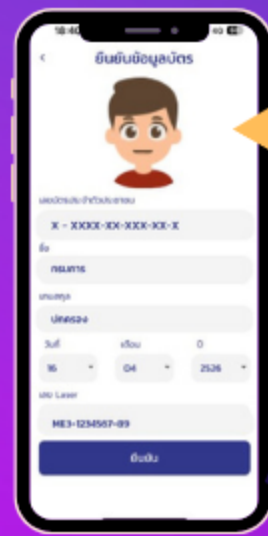 18:40
4G
ยืนยันข้อมูลบัตร
เลขบัตรประจำตัวประชาชน
X - XXXX-XX-XXX-XX-X
ชื่อ
กรมการ
นามสกุล
ปกครอง
วันที่ เดือน ปี
16 04 2526
เลข Laser
ME3-1234567-89
ยืนยัน